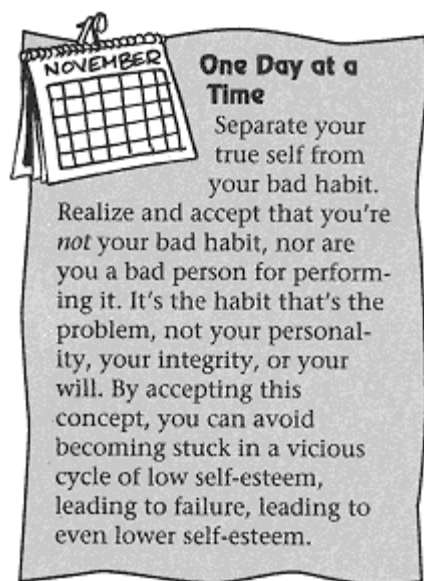 NOVEMBER
One Day at a
Time
Separate your
true self from
your bad habit.
Realize and accept that you're
not your bad habit, nor are
you a bad person for perform-
ing it. It's the habit that's the
problem, not your personal-
ity, your integrity, or your
will. By accepting this
concept, you can avoid
becoming stuck in a vicious
cycle of low self-esteem,
leading to failure, leading to
even lower self-esteem.